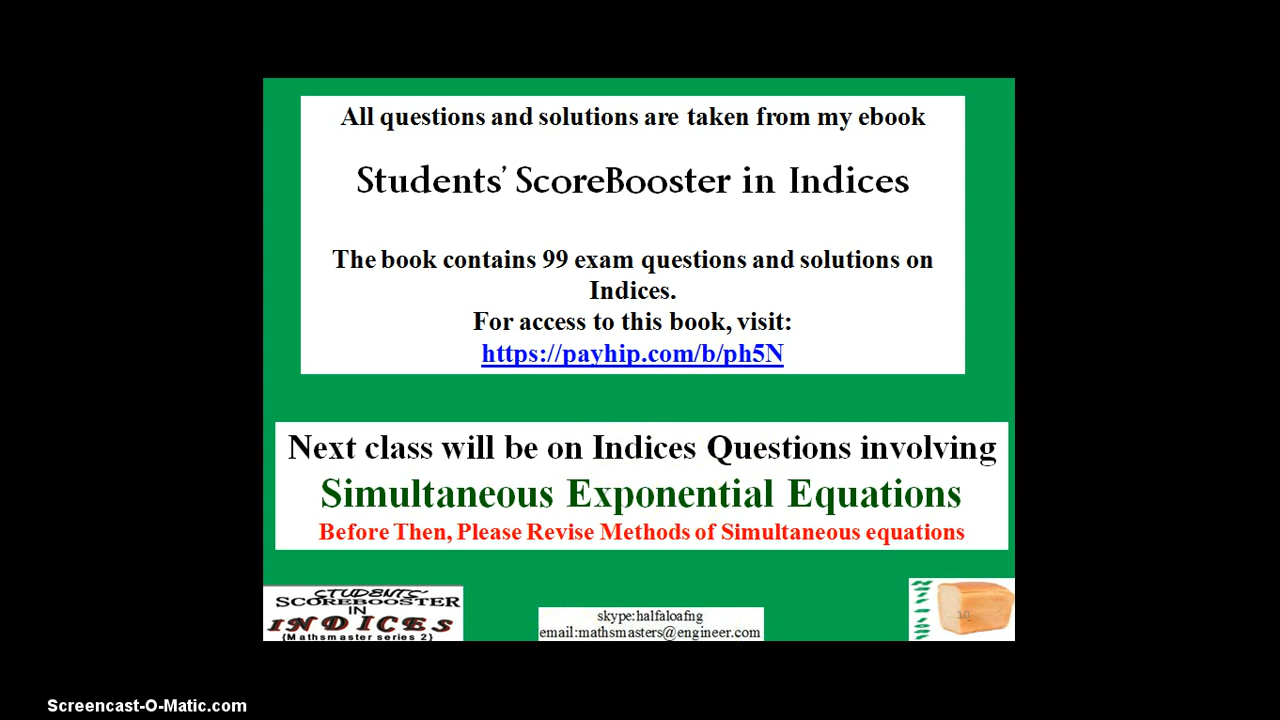 All questions and solutions are taken from my ebook
Students' ScoreBooster in Indices
The book contains 99 exam questions and solutions on
Indices.
For access to this book, visit:
https://payhip.com/b/ph5N
Next class will be on Indices Questions involving
Simultaneous Exponential Equations
Before Then, Please Revise Methods of Simultaneous equations
STUDENTS'
SCOREBOOSTER
IN
INDICES
{Mathsmaster series 2}
skype:halfaloafng
email:mathsmasters@engineer.com
10
Screencast-O-Matic.com